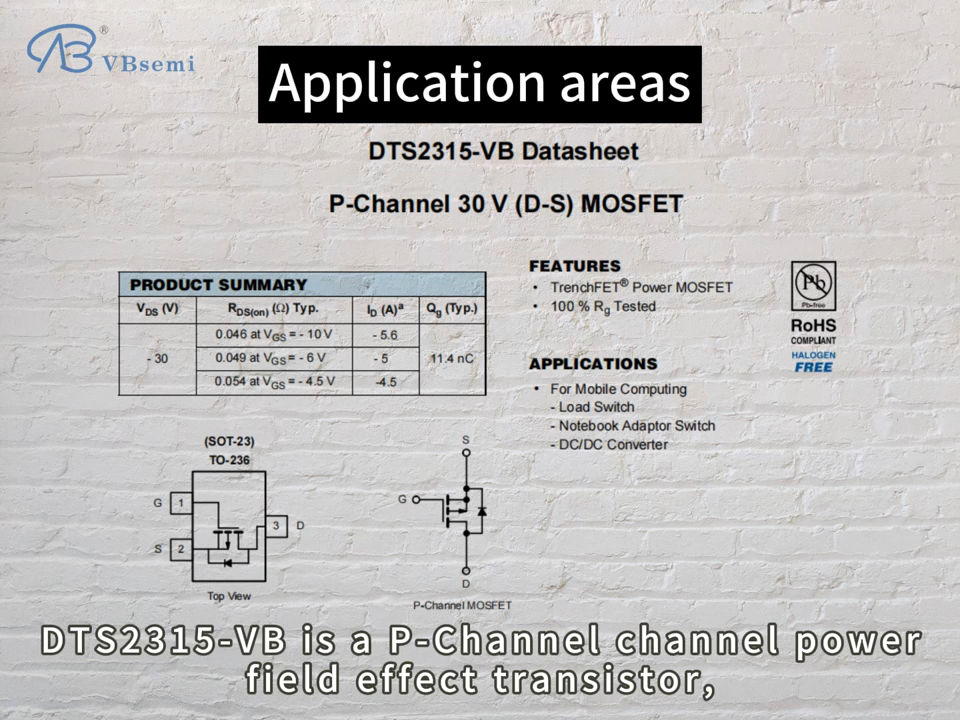 VBsemi
®
Application areas
DTS2315-VB Datasheet
P-Channel 30 V (D-S) MOSFET
PRODUCT SUMMARY
VDS (V) RDS(on) (Ω) Typ. ID (A)a Qg (Typ.)
- 30
0.046 at VGS = - 10 V - 5.6
0.049 at VGS = - 6 V - 5
0.054 at VGS = - 4.5 V -4.5
11.4 nC
FEATURES
• TrenchFET® Power MOSFET
• 100 % Rg Tested
APPLICATIONS
• For Mobile Computing
- Load Switch
- Notebook Adaptor Switch
- DC/DC Converter
Pb
Pb-free
RoHS
COMPLIANT
HALOGEN
FREE
(SOT-23)
TO-236
G 1
S 2
3 D
Top View
S
G
D
P-Channel MOSFET
DTS2315-VB is a P-Channel channel power
field effect transistor,